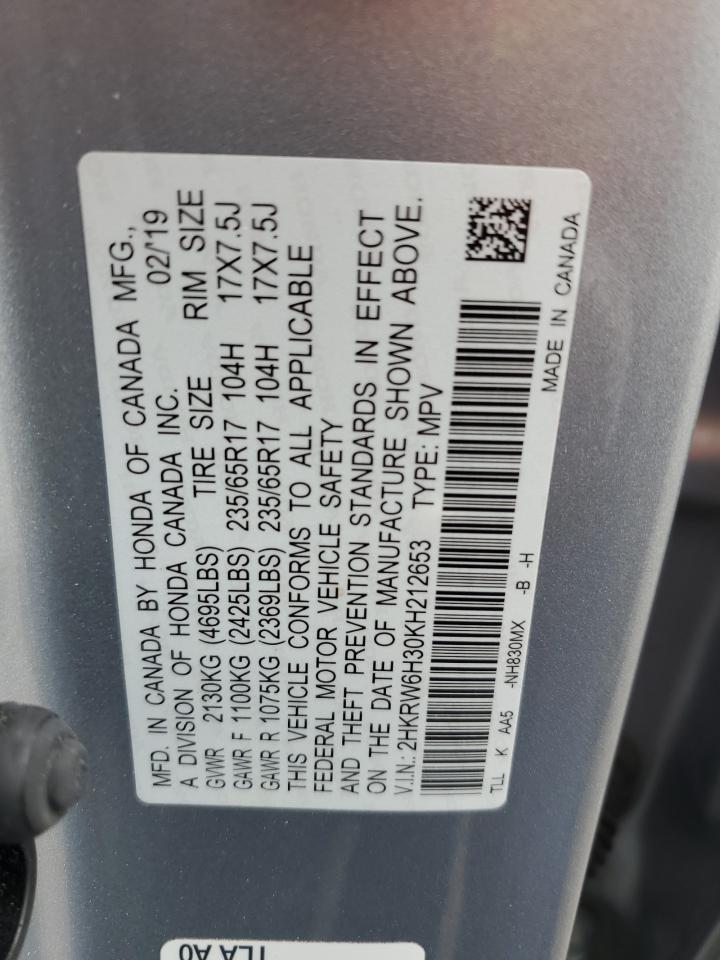 MFD. IN CANADA BY HONDA OF CANADA MFG.,
A DIVISION OF HONDA CANADA INC. 02/'19
GVWR 2130KG (4695LBS) TIRE SIZE RIM SIZE
GAWR F 1100KG (2425LBS) 235/65R17 104H 17X7.5J
GAWR R 1075KG (2369LBS) 235/65R17 104H 17X7.5J
THIS VEHICLE CONFORMS TO ALL APPLICABLE
FEDERAL MOTOR VEHICLE SAFETY
AND THEFT PREVENTION STANDARDS IN EFFECT
ON THE DATE OF MANUFACTURE SHOWN ABOVE.
V.I.N.: 2HKRW6H30KH212653 TYPE: MPV
TLL K AA5 -NH830MX -B -H
MADE IN CANADA
TLA A0